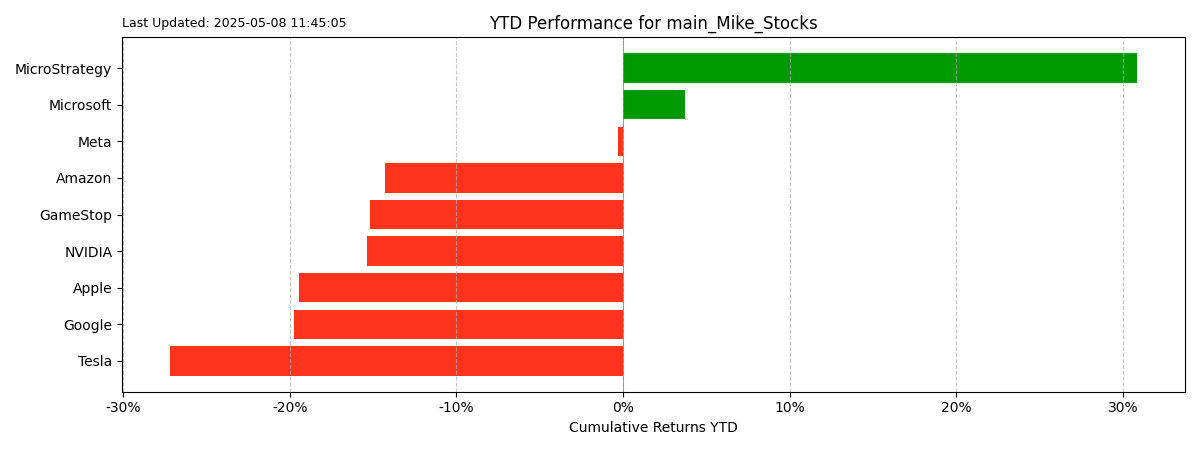 Last Updated: 2025-05-08 11:45:05
YTD Performance for main_Mike_Stocks
MicroStrategy
Microsoft
Meta
Amazon
GameStop
NVIDIA
Apple
Google
Tesla
-30% -20% -10% 0% 10% 20% 30%
Cumulative Returns YTD